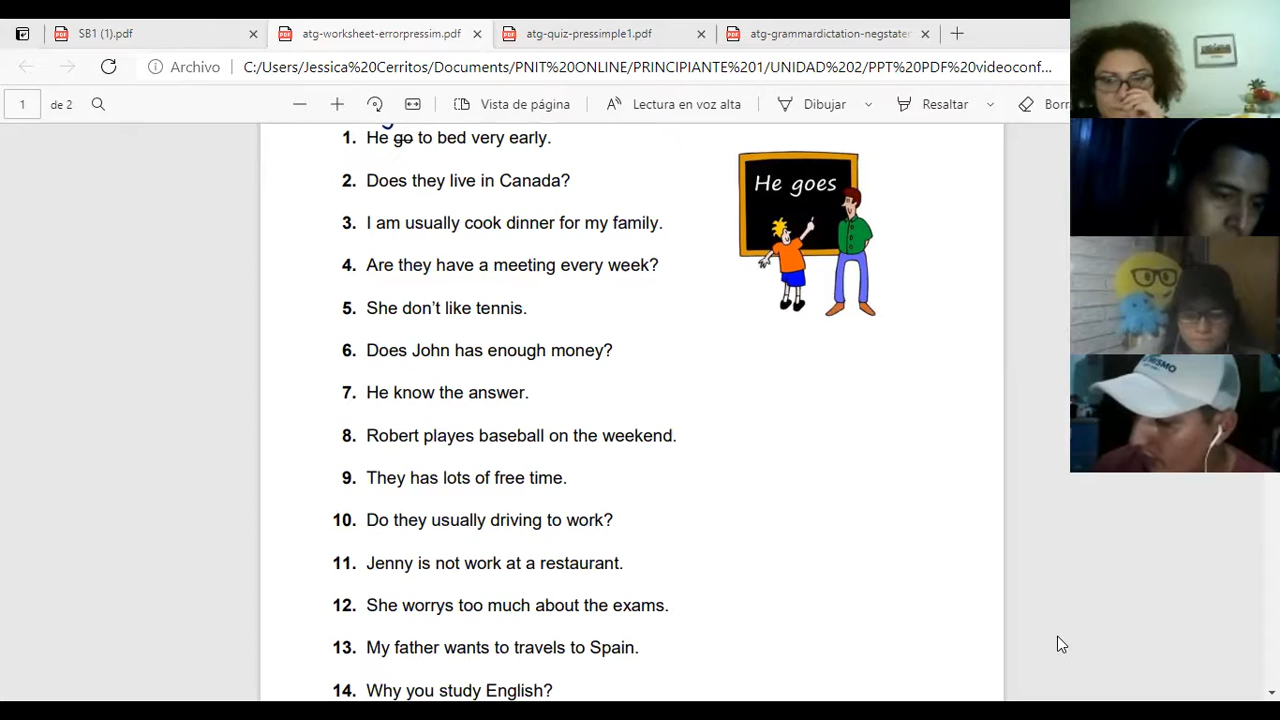 SB1 (1).pdf
atg-worksheet-errorpressim.pdf
atg-quiz-pressimple1.pdf
atg-grammardictation-negstater
Archivo
C:/Users/Jessica%20Cerritos/Documents/PNIT%20ONLINE/PRINCIPIANTE%201/UNIDAD%202/PPT%20PDF%20videoconf...
1
de 2
Vista de página
Lectura en voz alta
Dibujar
Resaltar
Borr
1. He go to bed very early.
He goes
2. Does they live in Canada?
3. I am usually cook dinner for my family.
4. Are they have a meeting every week?
5. She don't like tennis.
6. Does John has enough money?
7. He know the answer.
8. Robert playes baseball on the weekend.
9. They has lots of free time.
10. Do they usually driving to work?
11. Jenny is not work at a restaurant.
12. She worrys too much about the exams.
13. My father wants to travels to Spain.
14. Why you study English?